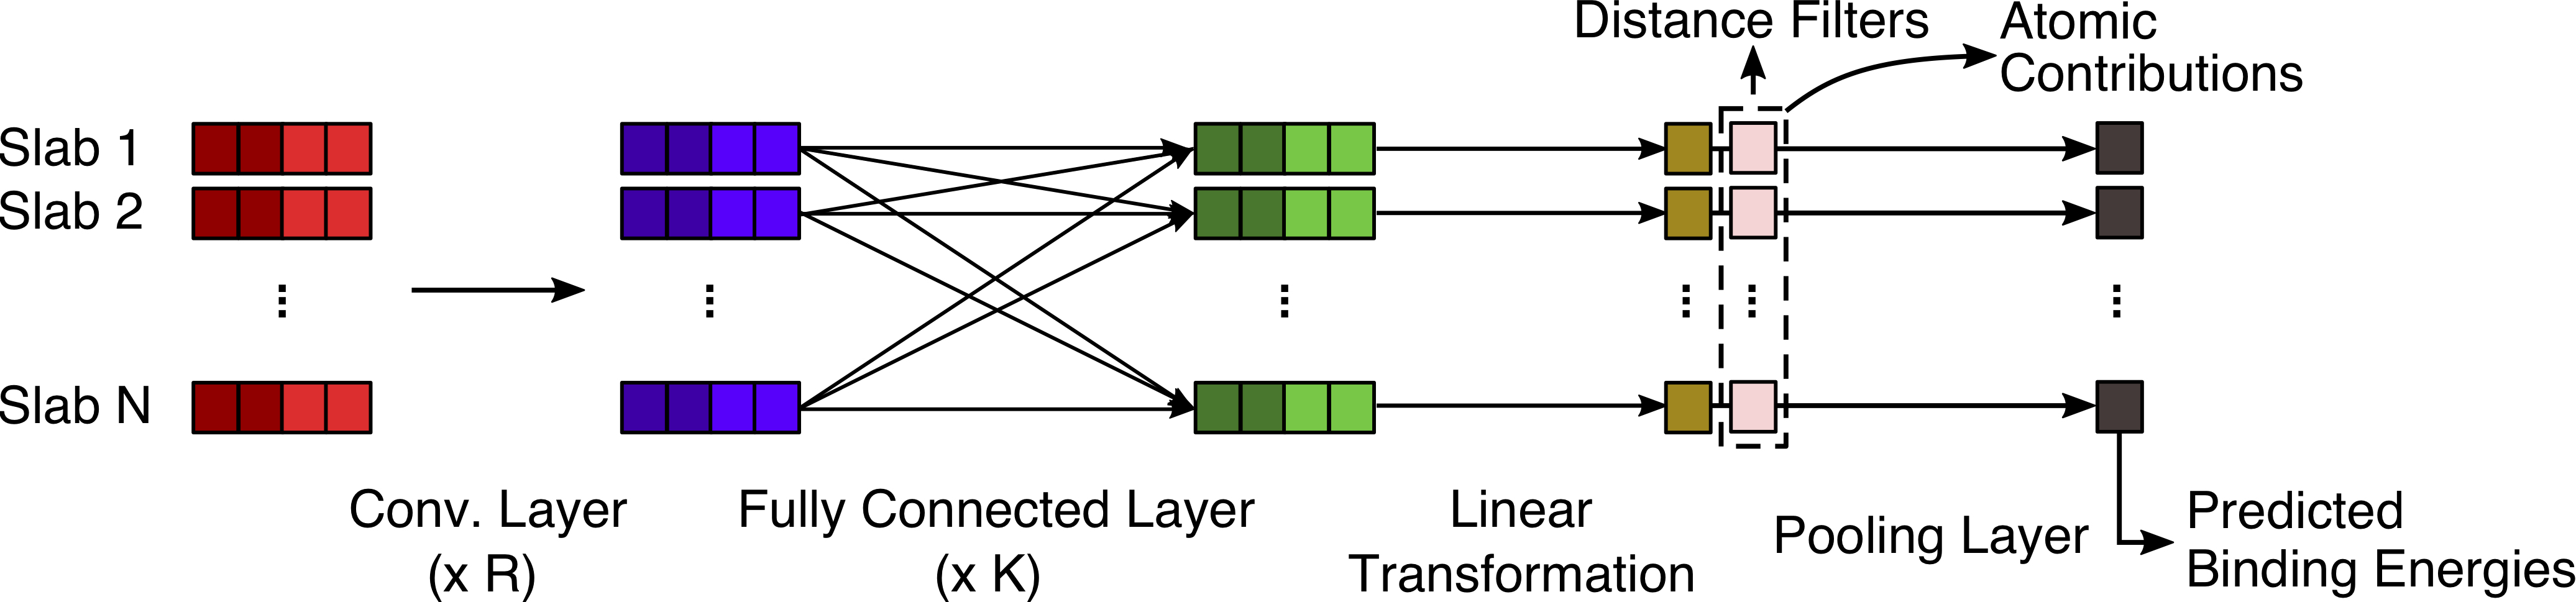 Distance Filters
Atomic
Contributions
Slab 1
Slab 2
Slab N
Conv. Layer
(x R)
Fully Connected Layer
(x K)
Linear
Transformation
Pooling Layer
Predicted
Binding Energies